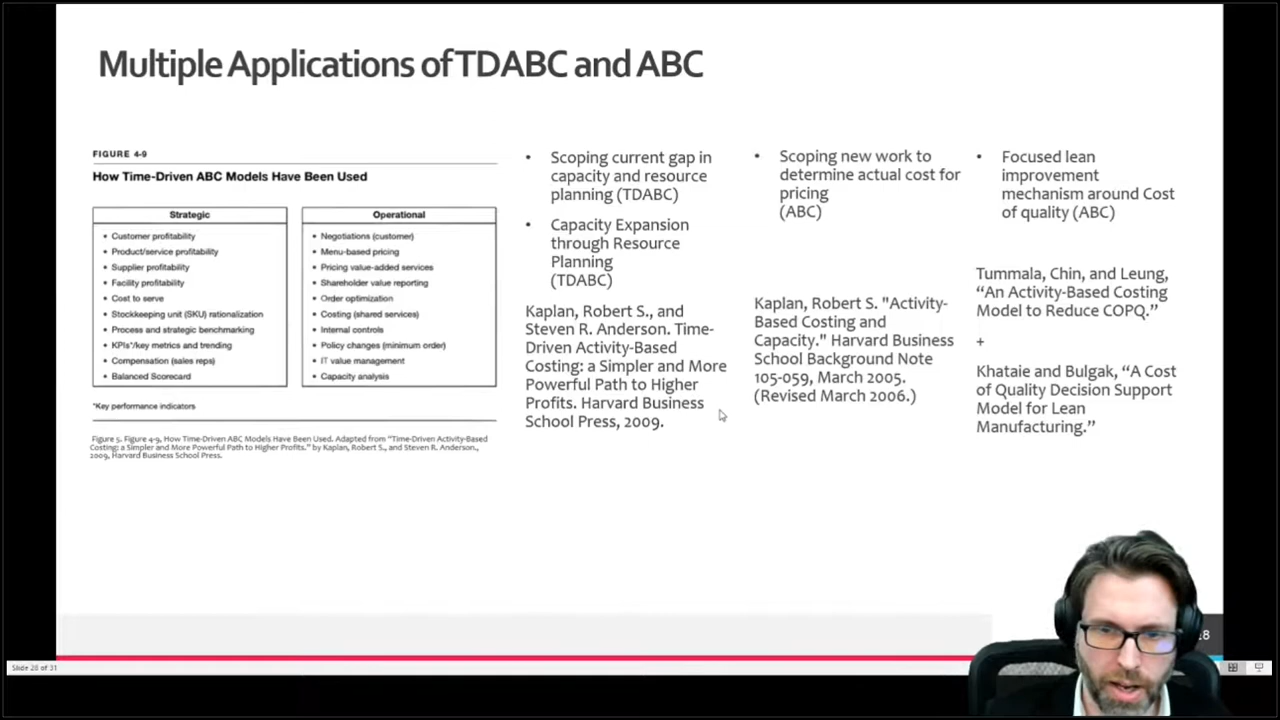 Multiple Applications of TDABC and ABC
FIGURE 4-9
How Time-Driven ABC Models Have Been Used
Strategic
• Customer profitability
• Product/service profitability
• Supplier profitability
• Facility profitability
• Cost to serve
• Stockkeeping unit (SKU) rationalization
• Process and strategic benchmarking
• KPIs*/key metrics and trending
• Compensation (sales reps)
• Balanced Scorecard
Operational
• Negotiations (customer)
• Menu-based pricing
• Pricing value-added services
• Shareholder value reporting
• Order optimization
• Costing (shared services)
• Internal controls
• Policy changes (minimum order)
• IT value management
• Capacity analysis
*Key performance indicators
Figure 5. Figure 4-9, How Time-Driven ABC Models Have Been Used. Adapted from "Time-Driven Activity-Based
Costing: a Simpler and More Powerful Path to Higher Profits." by Kaplan, Robert S., and Steven R. Anderson.,
2009, Harvard Business School Press.
• Scoping current gap in
capacity and resource
planning (TDABC)
• Capacity Expansion
through Resource
Planning
(TDABC)
Kaplan, Robert S., and
Steven R. Anderson. Time-
Driven Activity-Based
Costing: a Simpler and More
Powerful Path to Higher
Profits. Harvard Business
School Press, 2009.
• Scoping new work to
determine actual cost for
pricing
(ABC)
Kaplan, Robert S. "Activity-
Based Costing and
Capacity." Harvard Business
School Background Note
105-059, March 2005.
(Revised March 2006.)
• Focused lean
improvement
mechanism around Cost
of quality (ABC)
Tummala, Chin, and Leung,
“An Activity-Based Costing
Model to Reduce COPQ.”
+
Khataie and Bulgak, “A Cost
of Quality Decision Support
Model for Lean
Manufacturing.”
Slide 28 of 31